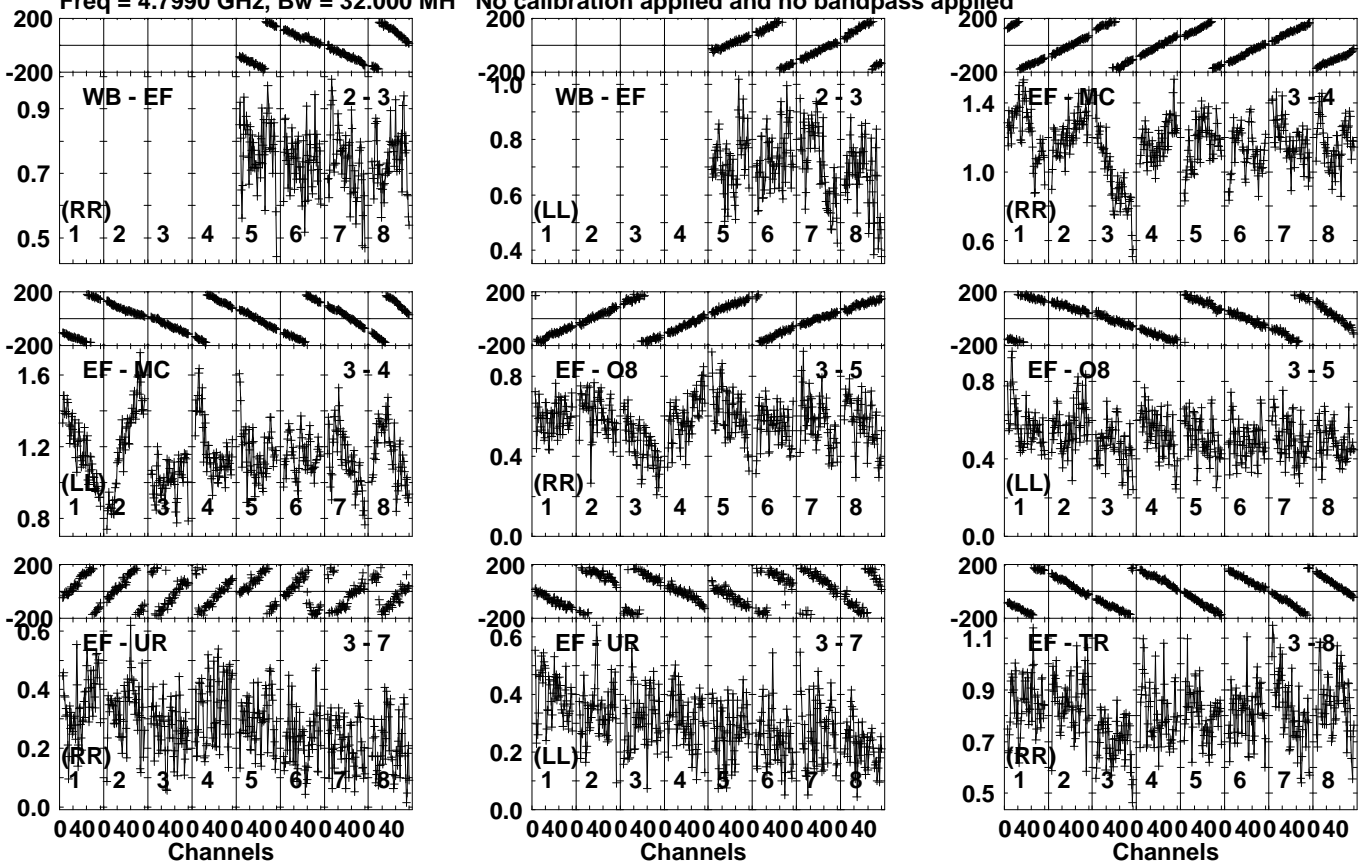 Freq = 4.7990 GHz, Bw = 32.000 MH No calibration applied and no bandpass applied
200
-200
WB - EF 2 - 3
0.9
0.7
0.5
(RR)
1 2 3 4 5 6 7 8
200
-200
1.0
WB - EF 2 - 3
0.8
0.6
0.4
(LL)
1 2 3 4 5 6 7 8
200
-200
EF - MC 3 - 4
1.4
1.0
0.6
(RR)
1 2 3 4 5 6 7 8
200
-200
EF - MC 3 - 4
1.6
1.2
0.8
(LL)
1 2 3 4 5 6 7 8
200
-200
EF - O8 3 - 5
0.8
0.4
0.0
(RR)
1 2 3 4 5 6 7 8
200
-200
EF - O8 3 - 5
0.8
0.4
0.0
(LL)
1 2 3 4 5 6 7 8
200
-200
0.6
EF - UR 3 - 7
0.4
0.2
0.0
(RR)
1 2 3 4 5 6 7 8
0 40 0 40 0 40 0 40 0 40 0 40 0 40 0 40
Channels
200
-200
0.6
EF - UR 3 - 7
0.4
0.2
0.0
(LL)
1 2 3 4 5 6 7 8
0 40 0 40 0 40 0 40 0 40 0 40 0 40 0 40
Channels
200
-200
1.1
EF - TR 3 - 8
0.9
0.7
0.5
(RR)
1 2 3 4 5 6 7 8
0 40 0 40 0 40 0 40 0 40 0 40 0 40 0 40
Channels